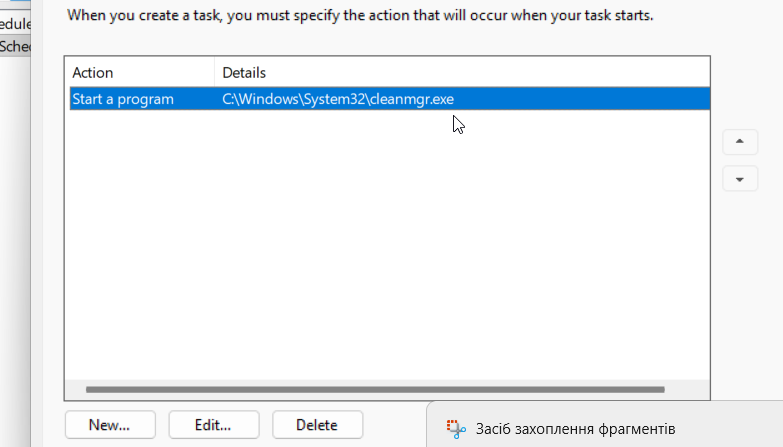 When you create a task, you must specify the action that will occur when your task starts.
edule
Sche
Action Details
Start a program C:\Windows\System32\cleanmgr.exe
New... Edit... Delete
Засіб захоплення фрагментів